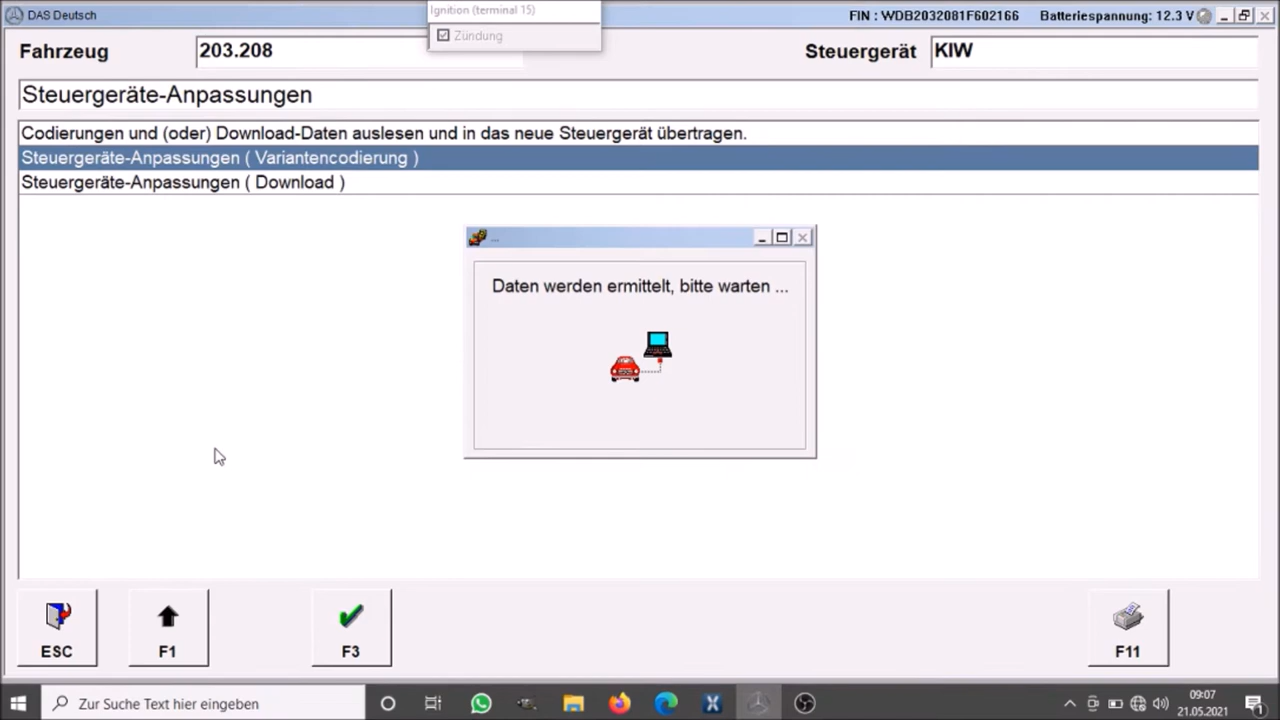 DAS Deutsch
Ignition (terminal 15)
FIN : WDB2032081F602166
Batteriespannung: 12.3 V
Zündung
Fahrzeug
203.208
Steuergerät
KIW
Steuergeräte-Anpassungen
Codierungen und (oder) Download-Daten auslesen und in das neue Steuergerät übertragen.
Steuergeräte-Anpassungen ( Variantencodierung )
Steuergeräte-Anpassungen ( Download )
...
Daten werden ermittelt, bitte warten ...
ESC
F1
F3
F11
Zur Suche Text hier eingeben
09:07
21.05.2021
1